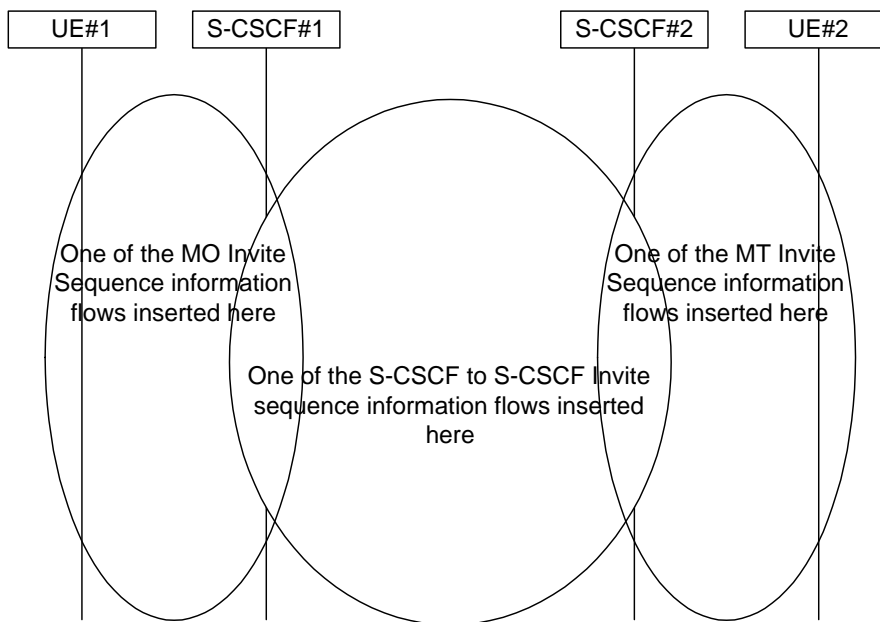 UE#1
S-CSCF#1
S-CSCF#2
UE#2
One of the MO Invite
Sequence information
flows inserted here
One of the MT Invite
Sequence information
flows inserted here
One of the S-CSCF to S-CSCF Invite
sequence information flows inserted
here